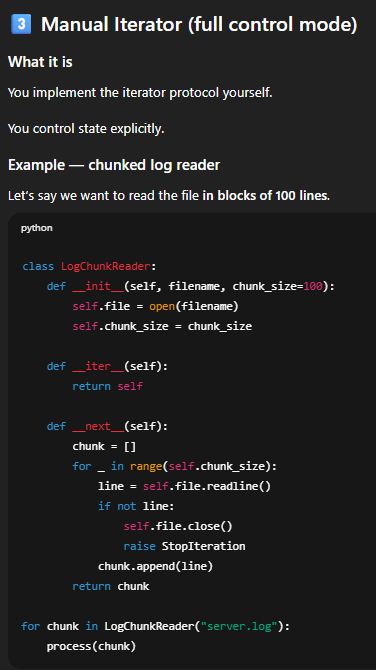 3 Manual Iterator (full control mode)
What it is
You implement the iterator protocol yourself.
You control state explicitly.
Example — chunked log reader
Let's say we want to read the file in blocks of 100 lines.
python
class LogChunkReader:
    def __init__(self, filename, chunk_size=100):
        self.file = open(filename)
        self.chunk_size = chunk_size
    def __iter__(self):
        return self
    def __next__(self):
        chunk = []
        for _ in range(self.chunk_size):
            line = self.file.readline()
            if not line:
                self.file.close()
                raise StopIteration
            chunk.append(line)
        return chunk
for chunk in LogChunkReader("server.log"):
    process(chunk)